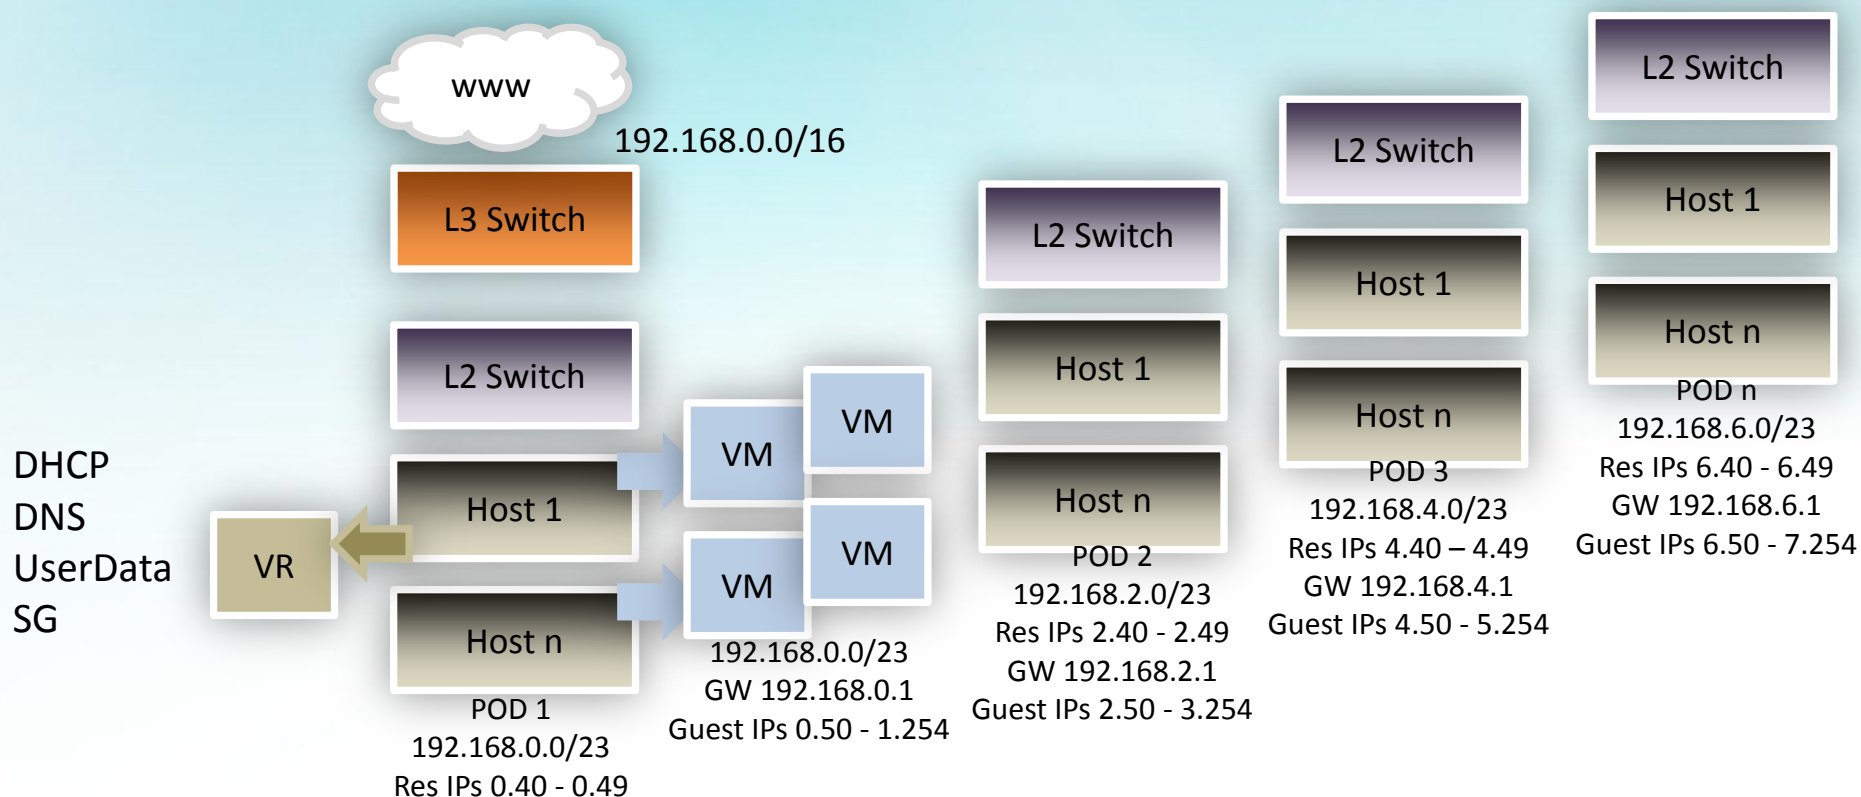 www
192.168.0.0/16
L3 Switch
L2 Switch
Host 1
Host n
POD 1
192.168.0.0/23
Res IPs 0.40 - 0.49
DHCP
DNS
UserData
SG
VR
VM
VM
VM
VM
192.168.0.0/23
GW 192.168.0.1
Guest IPs 0.50 - 1.254
L2 Switch
Host 1
Host n
POD 2
192.168.2.0/23
Res IPs 2.40 - 2.49
GW 192.168.2.1
Guest IPs 2.50 - 3.254
L2 Switch
Host 1
Host n
POD 3
192.168.4.0/23
Res IPs 4.40 – 4.49
GW 192.168.4.1
Guest IPs 4.50 - 5.254
L2 Switch
Host 1
Host n
POD n
192.168.6.0/23
Res IPs 6.40 - 6.49
GW 192.168.6.1
Guest IPs 6.50 - 7.254